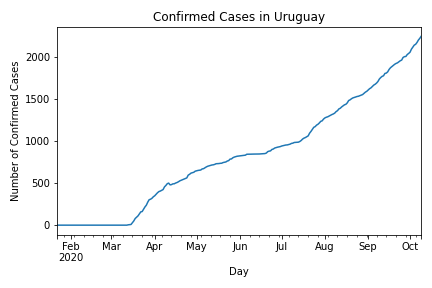 Confirmed Cases in Uruguay
Number of Confirmed Cases
2000
1500
1000
500
0
Feb Mar Apr May Jun Jul Aug Sep Oct
2020
Day